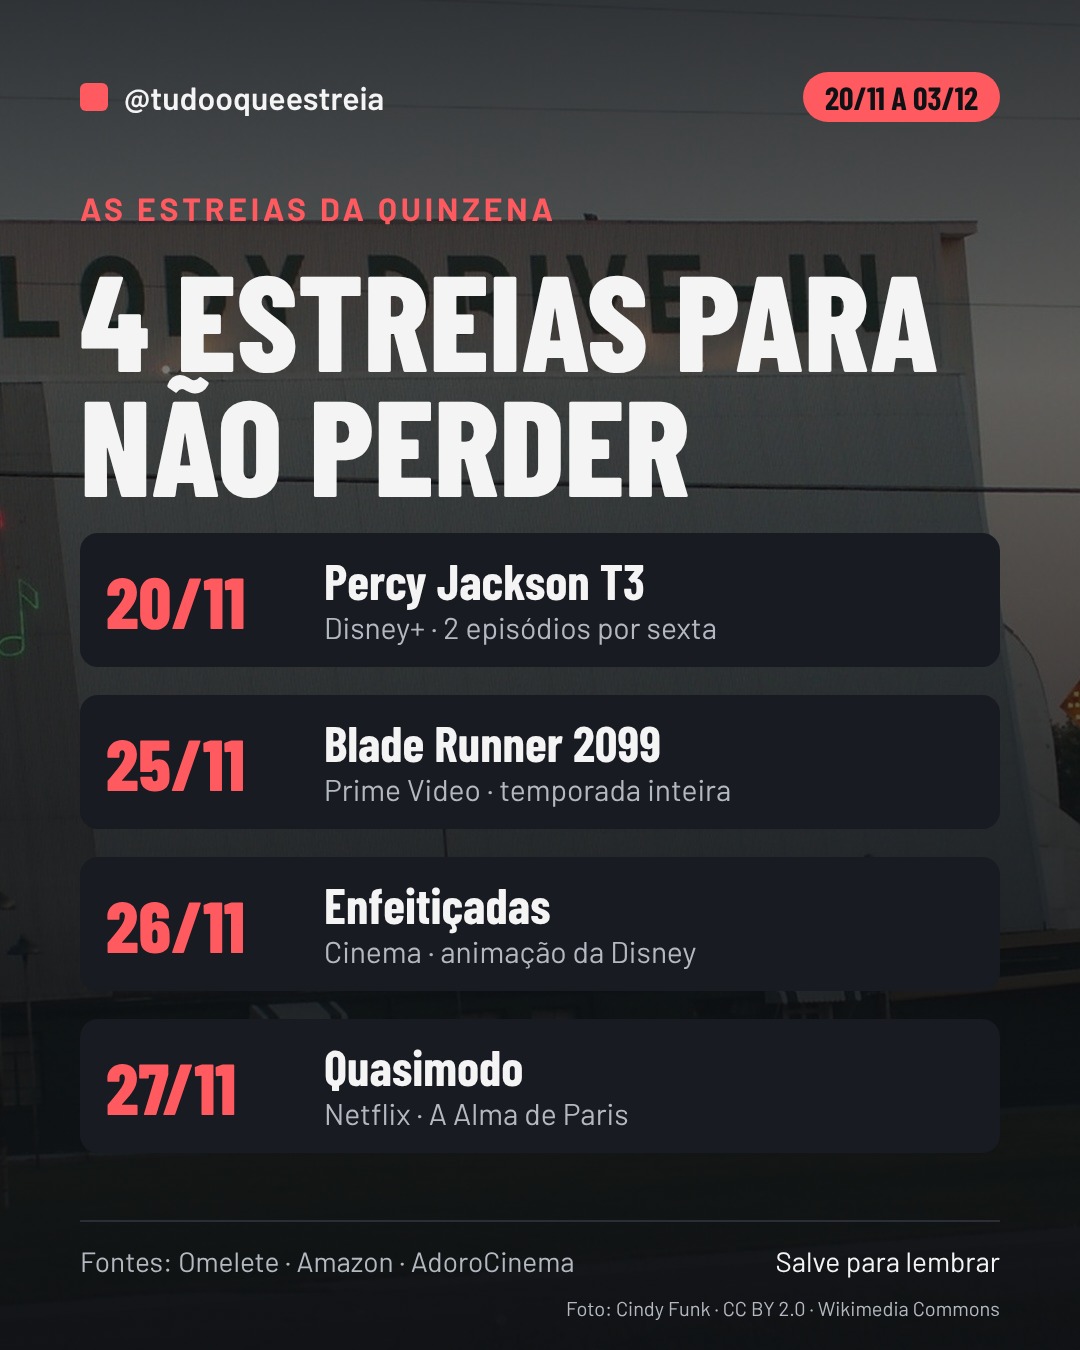 @tudooqueestreia
20/11 A 03/12
AS ESTREIAS DA QUINZENA
LODY DRIVE IN
4 ESTREIAS PARA
NÃO PERDER
20/11
Percy Jackson T3
Disney+ · 2 episódios por sexta
25/11
Blade Runner 2099
Prime Video · temporada inteira
26/11
Enfeitiçadas
Cinema · animação da Disney
27/11
Quasimodo
Netflix · A Alma de Paris
Fontes: Omelete · Amazon · AdoroCinema
Salve para lembrar
Foto: Cindy Funk · CC BY 2.0 · Wikimedia Commons